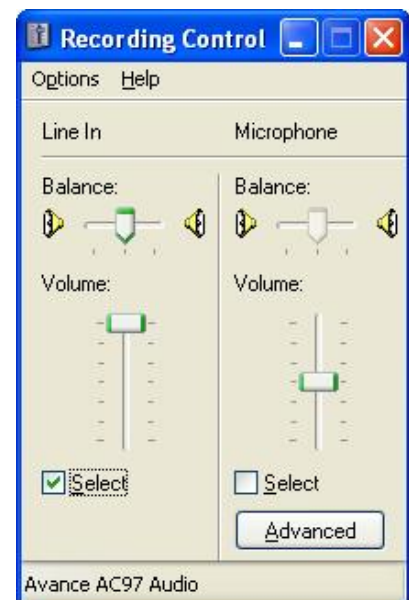 Recording Control
Options Help
Line In Microphone
Balance: Balance:
Volume: Volume:
Select Select
Advanced
Avance AC97 Audio